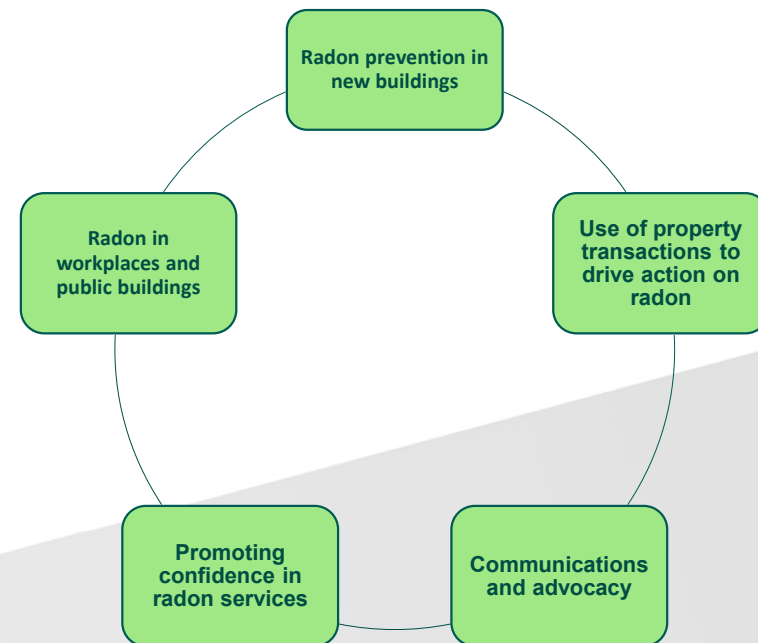 Radon prevention in
new buildings
Use of property
transactions to
drive action on
radon
Communications
and advocacy
Promoting
confidence in
radon services
Radon in
workplaces and
public buildings